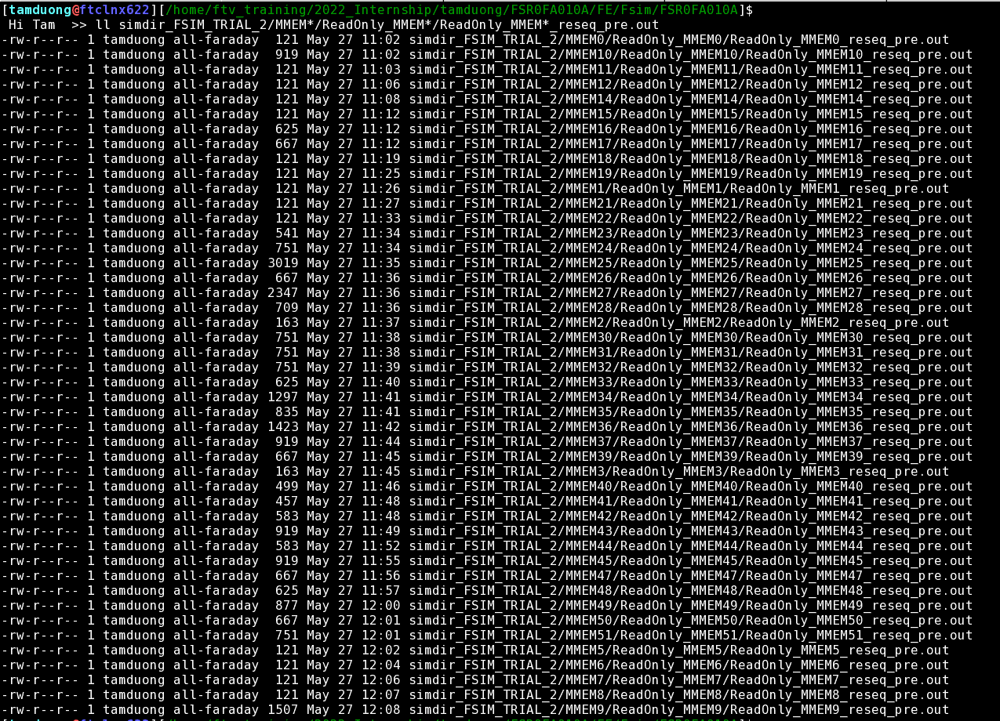 [tamduong@ftclnx622][/home/ftv_training/2022_Internship/tamduong/FSR0FA010A/FE/Fsim/FSR0FA010A]$
Hi Tam  >> ll simdir_FSIM_TRIAL_2/MMEM*/ReadOnly_MMEM*/ReadOnly_MMEM*_reseq_pre.out
-rw-r--r-- 1 tamduong all-faraday  121 May 27 11:02 simdir_FSIM_TRIAL_2/MMEM0/ReadOnly_MMEM0/ReadOnly_MMEM0_reseq_pre.out
-rw-r--r-- 1 tamduong all-faraday  919 May 27 11:02 simdir_FSIM_TRIAL_2/MMEM10/ReadOnly_MMEM10/ReadOnly_MMEM10_reseq_pre.out
-rw-r--r-- 1 tamduong all-faraday  121 May 27 11:03 simdir_FSIM_TRIAL_2/MMEM11/ReadOnly_MMEM11/ReadOnly_MMEM11_reseq_pre.out
-rw-r--r-- 1 tamduong all-faraday  121 May 27 11:06 simdir_FSIM_TRIAL_2/MMEM12/ReadOnly_MMEM12/ReadOnly_MMEM12_reseq_pre.out
-rw-r--r-- 1 tamduong all-faraday  121 May 27 11:08 simdir_FSIM_TRIAL_2/MMEM14/ReadOnly_MMEM14/ReadOnly_MMEM14_reseq_pre.out
-rw-r--r-- 1 tamduong all-faraday  121 May 27 11:12 simdir_FSIM_TRIAL_2/MMEM15/ReadOnly_MMEM15/ReadOnly_MMEM15_reseq_pre.out
-rw-r--r-- 1 tamduong all-faraday  625 May 27 11:12 simdir_FSIM_TRIAL_2/MMEM16/ReadOnly_MMEM16/ReadOnly_MMEM16_reseq_pre.out
-rw-r--r-- 1 tamduong all-faraday  667 May 27 11:12 simdir_FSIM_TRIAL_2/MMEM17/ReadOnly_MMEM17/ReadOnly_MMEM17_reseq_pre.out
-rw-r--r-- 1 tamduong all-faraday  121 May 27 11:19 simdir_FSIM_TRIAL_2/MMEM18/ReadOnly_MMEM18/ReadOnly_MMEM18_reseq_pre.out
-rw-r--r-- 1 tamduong all-faraday  121 May 27 11:25 simdir_FSIM_TRIAL_2/MMEM19/ReadOnly_MMEM19/ReadOnly_MMEM19_reseq_pre.out
-rw-r--r-- 1 tamduong all-faraday  121 May 27 11:26 simdir_FSIM_TRIAL_2/MMEM1/ReadOnly_MMEM1/ReadOnly_MMEM1_reseq_pre.out
-rw-r--r-- 1 tamduong all-faraday  121 May 27 11:27 simdir_FSIM_TRIAL_2/MMEM21/ReadOnly_MMEM21/ReadOnly_MMEM21_reseq_pre.out
-rw-r--r-- 1 tamduong all-faraday  121 May 27 11:33 simdir_FSIM_TRIAL_2/MMEM22/ReadOnly_MMEM22/ReadOnly_MMEM22_reseq_pre.out
-rw-r--r-- 1 tamduong all-faraday  541 May 27 11:34 simdir_FSIM_TRIAL_2/MMEM23/ReadOnly_MMEM23/ReadOnly_MMEM23_reseq_pre.out
-rw-r--r-- 1 tamduong all-faraday  751 May 27 11:34 simdir_FSIM_TRIAL_2/MMEM24/ReadOnly_MMEM24/ReadOnly_MMEM24_reseq_pre.out
-rw-r--r-- 1 tamduong all-faraday 3019 May 27 11:35 simdir_FSIM_TRIAL_2/MMEM25/ReadOnly_MMEM25/ReadOnly_MMEM25_reseq_pre.out
-rw-r--r-- 1 tamduong all-faraday  667 May 27 11:36 simdir_FSIM_TRIAL_2/MMEM26/ReadOnly_MMEM26/ReadOnly_MMEM26_reseq_pre.out
-rw-r--r-- 1 tamduong all-faraday 2347 May 27 11:36 simdir_FSIM_TRIAL_2/MMEM27/ReadOnly_MMEM27/ReadOnly_MMEM27_reseq_pre.out
-rw-r--r-- 1 tamduong all-faraday  709 May 27 11:36 simdir_FSIM_TRIAL_2/MMEM28/ReadOnly_MMEM28/ReadOnly_MMEM28_reseq_pre.out
-rw-r--r-- 1 tamduong all-faraday  163 May 27 11:37 simdir_FSIM_TRIAL_2/MMEM2/ReadOnly_MMEM2/ReadOnly_MMEM2_reseq_pre.out
-rw-r--r-- 1 tamduong all-faraday  751 May 27 11:38 simdir_FSIM_TRIAL_2/MMEM30/ReadOnly_MMEM30/ReadOnly_MMEM30_reseq_pre.out
-rw-r--r-- 1 tamduong all-faraday  751 May 27 11:38 simdir_FSIM_TRIAL_2/MMEM31/ReadOnly_MMEM31/ReadOnly_MMEM31_reseq_pre.out
-rw-r--r-- 1 tamduong all-faraday  751 May 27 11:39 simdir_FSIM_TRIAL_2/MMEM32/ReadOnly_MMEM32/ReadOnly_MMEM32_reseq_pre.out
-rw-r--r-- 1 tamduong all-faraday  625 May 27 11:40 simdir_FSIM_TRIAL_2/MMEM33/ReadOnly_MMEM33/ReadOnly_MMEM33_reseq_pre.out
-rw-r--r-- 1 tamduong all-faraday 1297 May 27 11:41 simdir_FSIM_TRIAL_2/MMEM34/ReadOnly_MMEM34/ReadOnly_MMEM34_reseq_pre.out
-rw-r--r-- 1 tamduong all-faraday  835 May 27 11:41 simdir_FSIM_TRIAL_2/MMEM35/ReadOnly_MMEM35/ReadOnly_MMEM35_reseq_pre.out
-rw-r--r-- 1 tamduong all-faraday 1423 May 27 11:42 simdir_FSIM_TRIAL_2/MMEM36/ReadOnly_MMEM36/ReadOnly_MMEM36_reseq_pre.out
-rw-r--r-- 1 tamduong all-faraday  919 May 27 11:44 simdir_FSIM_TRIAL_2/MMEM37/ReadOnly_MMEM37/ReadOnly_MMEM37_reseq_pre.out
-rw-r--r-- 1 tamduong all-faraday  667 May 27 11:45 simdir_FSIM_TRIAL_2/MMEM39/ReadOnly_MMEM39/ReadOnly_MMEM39_reseq_pre.out
-rw-r--r-- 1 tamduong all-faraday  163 May 27 11:45 simdir_FSIM_TRIAL_2/MMEM3/ReadOnly_MMEM3/ReadOnly_MMEM3_reseq_pre.out
-rw-r--r-- 1 tamduong all-faraday  499 May 27 11:46 simdir_FSIM_TRIAL_2/MMEM40/ReadOnly_MMEM40/ReadOnly_MMEM40_reseq_pre.out
-rw-r--r-- 1 tamduong all-faraday  457 May 27 11:48 simdir_FSIM_TRIAL_2/MMEM41/ReadOnly_MMEM41/ReadOnly_MMEM41_reseq_pre.out
-rw-r--r-- 1 tamduong all-faraday  583 May 27 11:48 simdir_FSIM_TRIAL_2/MMEM42/ReadOnly_MMEM42/ReadOnly_MMEM42_reseq_pre.out
-rw-r--r-- 1 tamduong all-faraday  919 May 27 11:49 simdir_FSIM_TRIAL_2/MMEM43/ReadOnly_MMEM43/ReadOnly_MMEM43_reseq_pre.out
-rw-r--r-- 1 tamduong all-faraday  583 May 27 11:52 simdir_FSIM_TRIAL_2/MMEM44/ReadOnly_MMEM44/ReadOnly_MMEM44_reseq_pre.out
-rw-r--r-- 1 tamduong all-faraday  919 May 27 11:55 simdir_FSIM_TRIAL_2/MMEM45/ReadOnly_MMEM45/ReadOnly_MMEM45_reseq_pre.out
-rw-r--r-- 1 tamduong all-faraday  667 May 27 11:56 simdir_FSIM_TRIAL_2/MMEM47/ReadOnly_MMEM47/ReadOnly_MMEM47_reseq_pre.out
-rw-r--r-- 1 tamduong all-faraday  625 May 27 11:57 simdir_FSIM_TRIAL_2/MMEM48/ReadOnly_MMEM48/ReadOnly_MMEM48_reseq_pre.out
-rw-r--r-- 1 tamduong all-faraday  877 May 27 12:00 simdir_FSIM_TRIAL_2/MMEM49/ReadOnly_MMEM49/ReadOnly_MMEM49_reseq_pre.out
-rw-r--r-- 1 tamduong all-faraday  667 May 27 12:01 simdir_FSIM_TRIAL_2/MMEM50/ReadOnly_MMEM50/ReadOnly_MMEM50_reseq_pre.out
-rw-r--r-- 1 tamduong all-faraday  751 May 27 12:01 simdir_FSIM_TRIAL_2/MMEM51/ReadOnly_MMEM51/ReadOnly_MMEM51_reseq_pre.out
-rw-r--r-- 1 tamduong all-faraday  121 May 27 12:02 simdir_FSIM_TRIAL_2/MMEM5/ReadOnly_MMEM5/ReadOnly_MMEM5_reseq_pre.out
-rw-r--r-- 1 tamduong all-faraday  121 May 27 12:04 simdir_FSIM_TRIAL_2/MMEM6/ReadOnly_MMEM6/ReadOnly_MMEM6_reseq_pre.out
-rw-r--r-- 1 tamduong all-faraday  121 May 27 12:06 simdir_FSIM_TRIAL_2/MMEM7/ReadOnly_MMEM7/ReadOnly_MMEM7_reseq_pre.out
-rw-r--r-- 1 tamduong all-faraday  121 May 27 12:07 simdir_FSIM_TRIAL_2/MMEM8/ReadOnly_MMEM8/ReadOnly_MMEM8_reseq_pre.out
-rw-r--r-- 1 tamduong all-faraday 1507 May 27 12:08 simdir_FSIM_TRIAL_2/MMEM9/ReadOnly_MMEM9/ReadOnly_MMEM9_reseq_pre.out